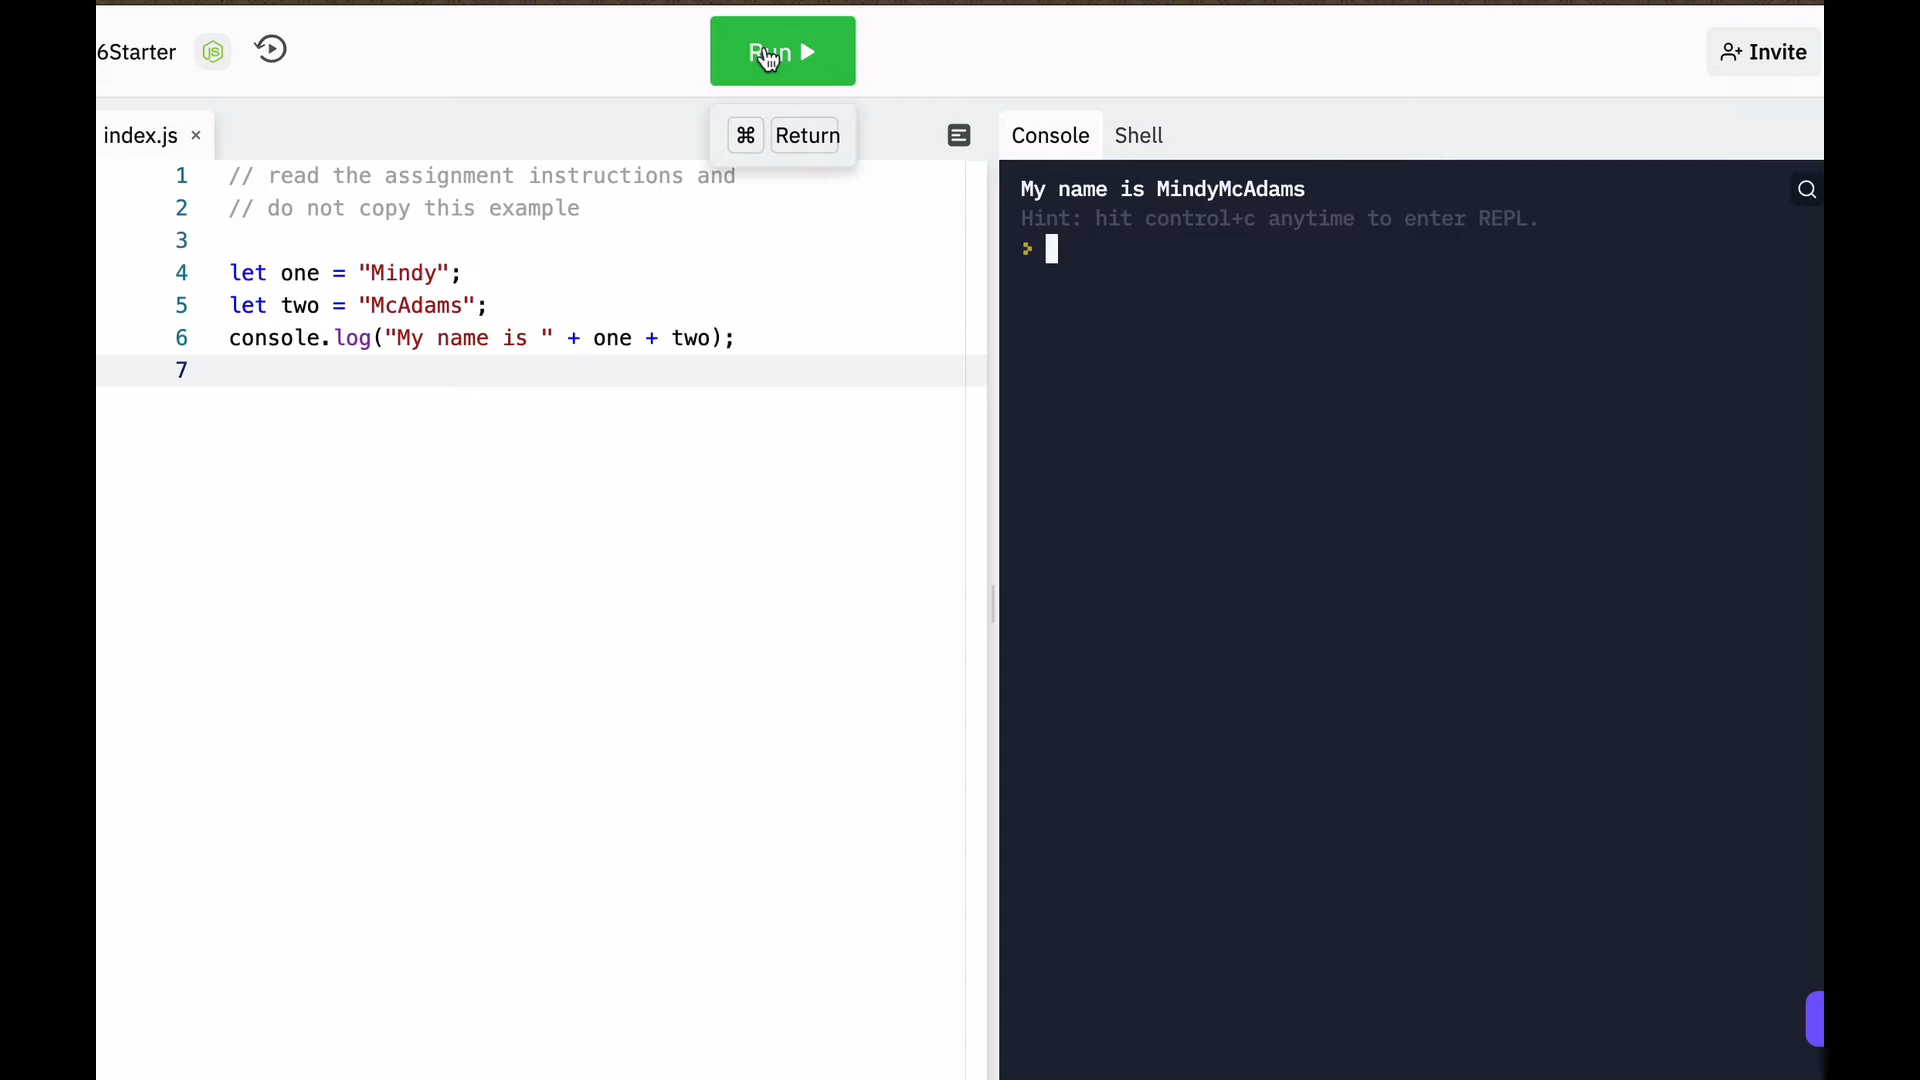 6Starter
Run
Invite
index.js ×
⌘ Return
Console Shell
1 // read the assignment instructions and
2 // do not copy this example
3
4 let one = "Mindy";
5 let two = "McAdams";
6 console.log("My name is " + one + two);
7
My name is MindyMcAdams
Hint: hit control+c anytime to enter REPL.
>